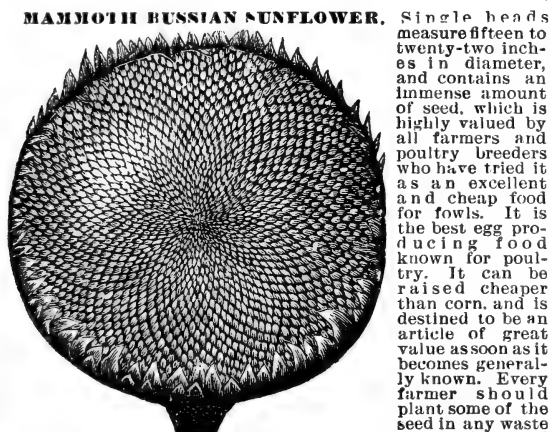 MAMMOTH RUSSIAN SUNFLOWER.
Single heads
measure fifteen to
twenty-two inch-
es in diameter,
and contains an
immense amount
of seed, which is
highly valued by
all farmers and
poultry breeders
who have tried it
as an excellent
and cheap food
for fowls. It is
the best egg pro-
ducing food
known for poul-
try. It can be
raised cheaper
than corn, and is
destined to be an
article of great
value as soon as it
becomes general-
ly known. Every
farmer should
plant some of the
seed in any waste